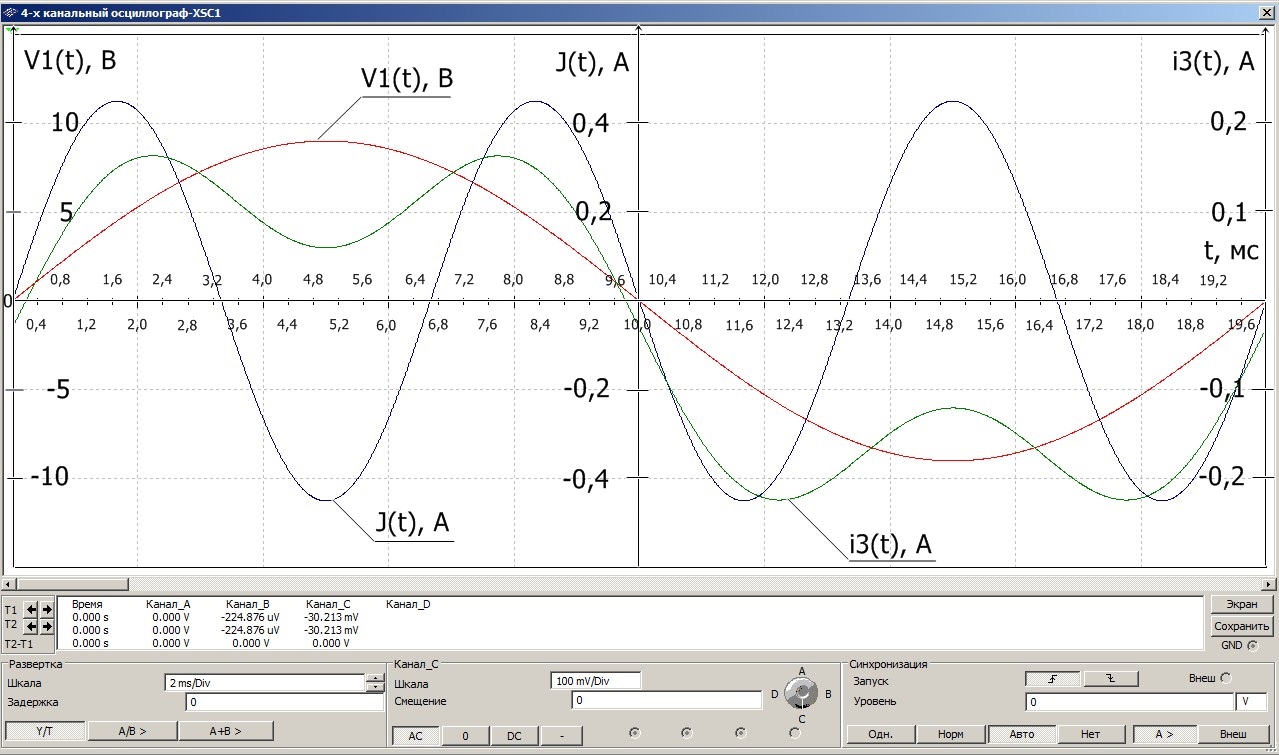 4-х канальный осциллограф-XSC1
V1(t), В J(t), А i3(t), А
V1(t), В
10 0,4 0,2
5 0,2 0,1
t, мс
0,8 1,6 2,4 3,2 4,0 4,8 5,6 6,4 7,2 8,0 8,8 9,6 10,4 11,2 12,0 12,8 13,6 14,4 15,2 16,8 17,6 18,4 19,2
0
0,4 1,2 2,0 2,8 3,6 4,4 5,2 6,0 6,8 7,6 8,4 9,2 10,0 10,8 11,6 12,4 13,2 14,0 14,8 15,6 16,4 17,2 18,0 18,8 19,6
-5 -0,2 -0,1
-10 -0,4 -0,2
J(t), А
i3(t), А
Время Канал_A Канал_B Канал_C Канал_D
T1 0.000 s 0.000 V -224.876 uV -30.213 mV
T2 0.000 s 0.000 V -224.876 uV -30.213 mV
T2-T1 0.000 s 0.000 V 0.000 V 0.000 V
Экран
Сохранить
GND
Развертка
Шкала 2 ms/Div
Задержка 0
Y/T A/B > A+B >
Канал_C
Шкала 100 mV/Div
Смещение 0
AC 0 DC -
A
D B
C
Синхронизация
Запуск Внеш
Уровень 0 V
Одн. Норм Авто Нет A > Внеш